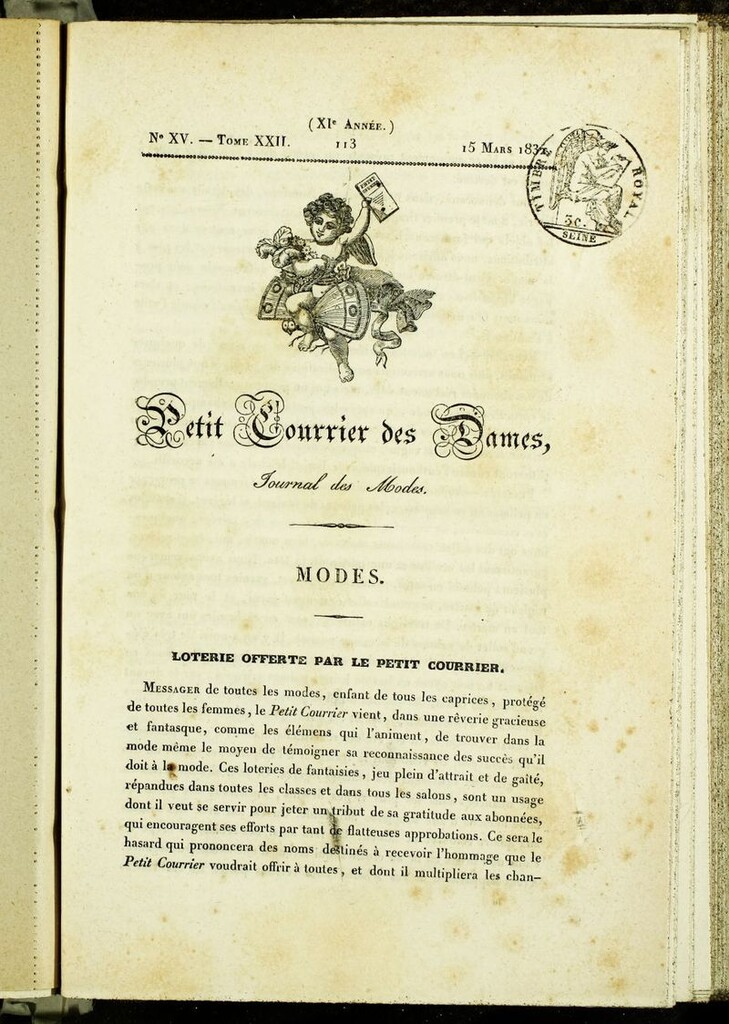 (XIe Année.)
No XV. — Tome XXII. 113 15 Mars 183
TIMBRE ROYAL
3c.
SEINE
Petit Courrier des Dames,
Journal des Modes.
MODES.
LOTERIE OFFERTE PAR LE PETIT COURRIER.
Messager de toutes les modes, enfant de tous les caprices, protégé
de toutes les femmes, le Petit Courrier vient, dans une rêverie gracieuse
et fantasque, comme les élémens qui l'animent, de trouver dans la
mode même le moyen de témoigner sa reconnaissance des succès qu'il
doit à la mode. Ces loteries de fantaisies, jeu plein d'attrait et de gaîté,
répandues dans toutes les classes et dans tous les salons, sont un usage
dont il veut se servir pour jeter un tribut de sa gratitude aux abonnées,
qui encouragent ses efforts par tant de flatteuses approbations. Ce sera le
hasard qui prononcera des noms destinés à recevoir l'hommage que le
Petit Courrier voudrait offrir à toutes, et dont il multipliera les chan-